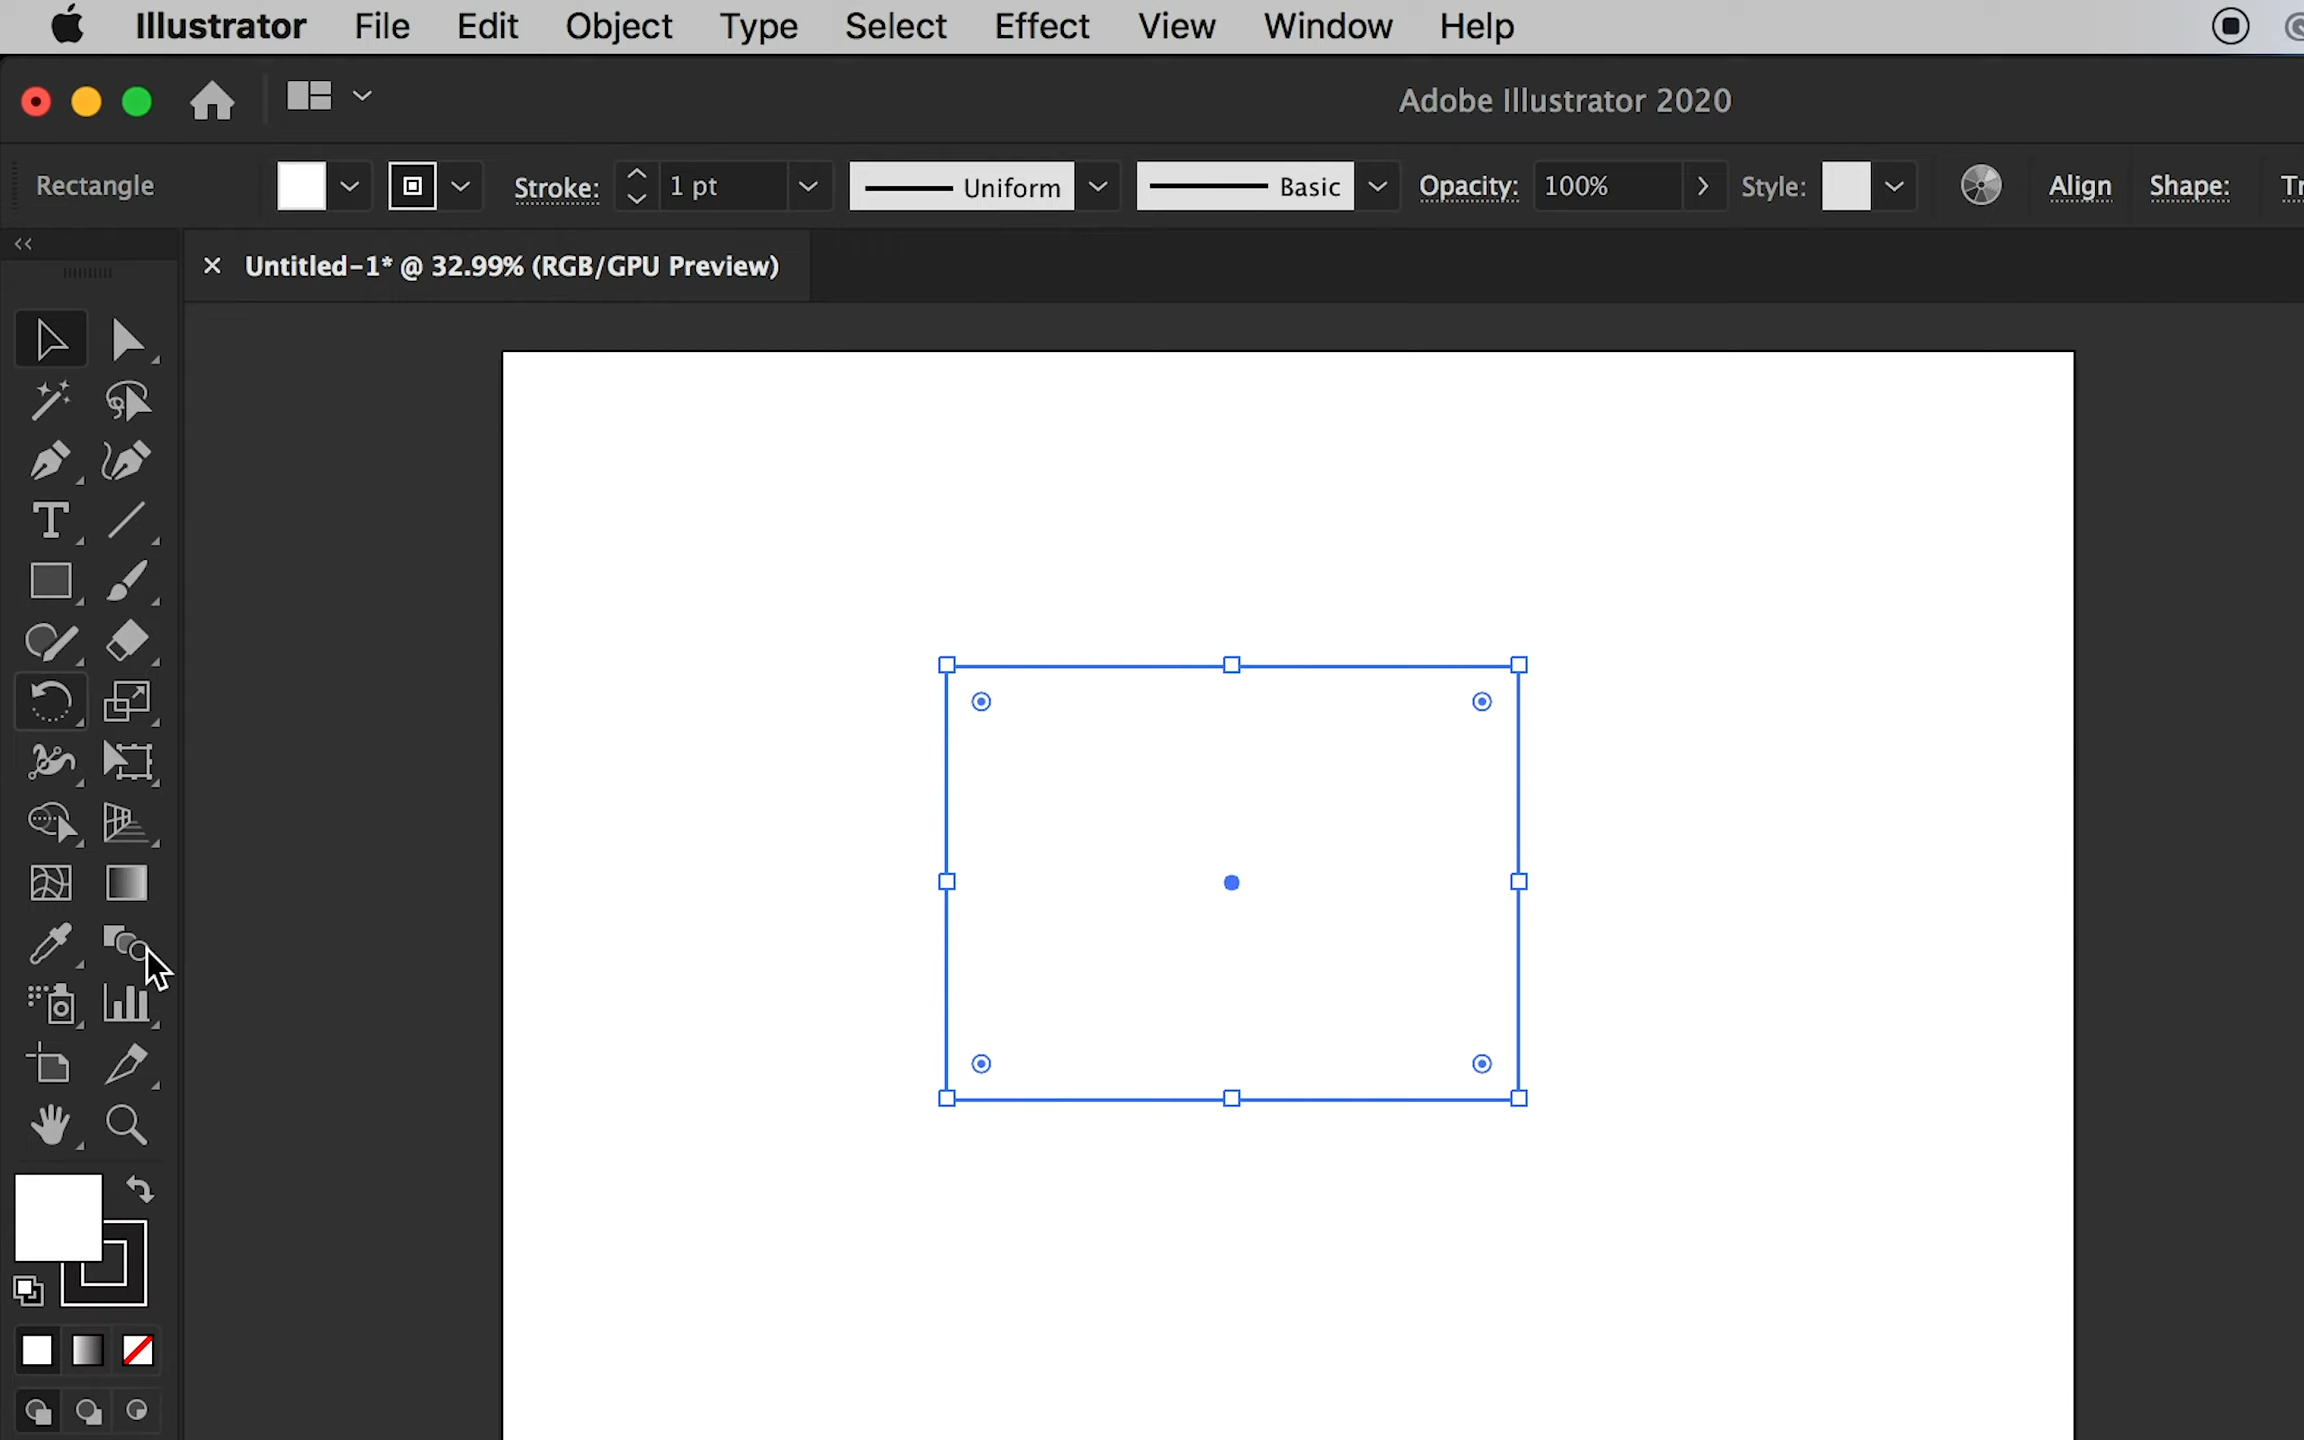 Illustrator File Edit Object Type Select Effect View Window Help
Adobe Illustrator 2020
Rectangle Stroke: 1 pt Uniform Basic Opacity: 100% Style: Align Shape: Tr
Untitled-1* @ 32.99% (RGB/GPU Preview)